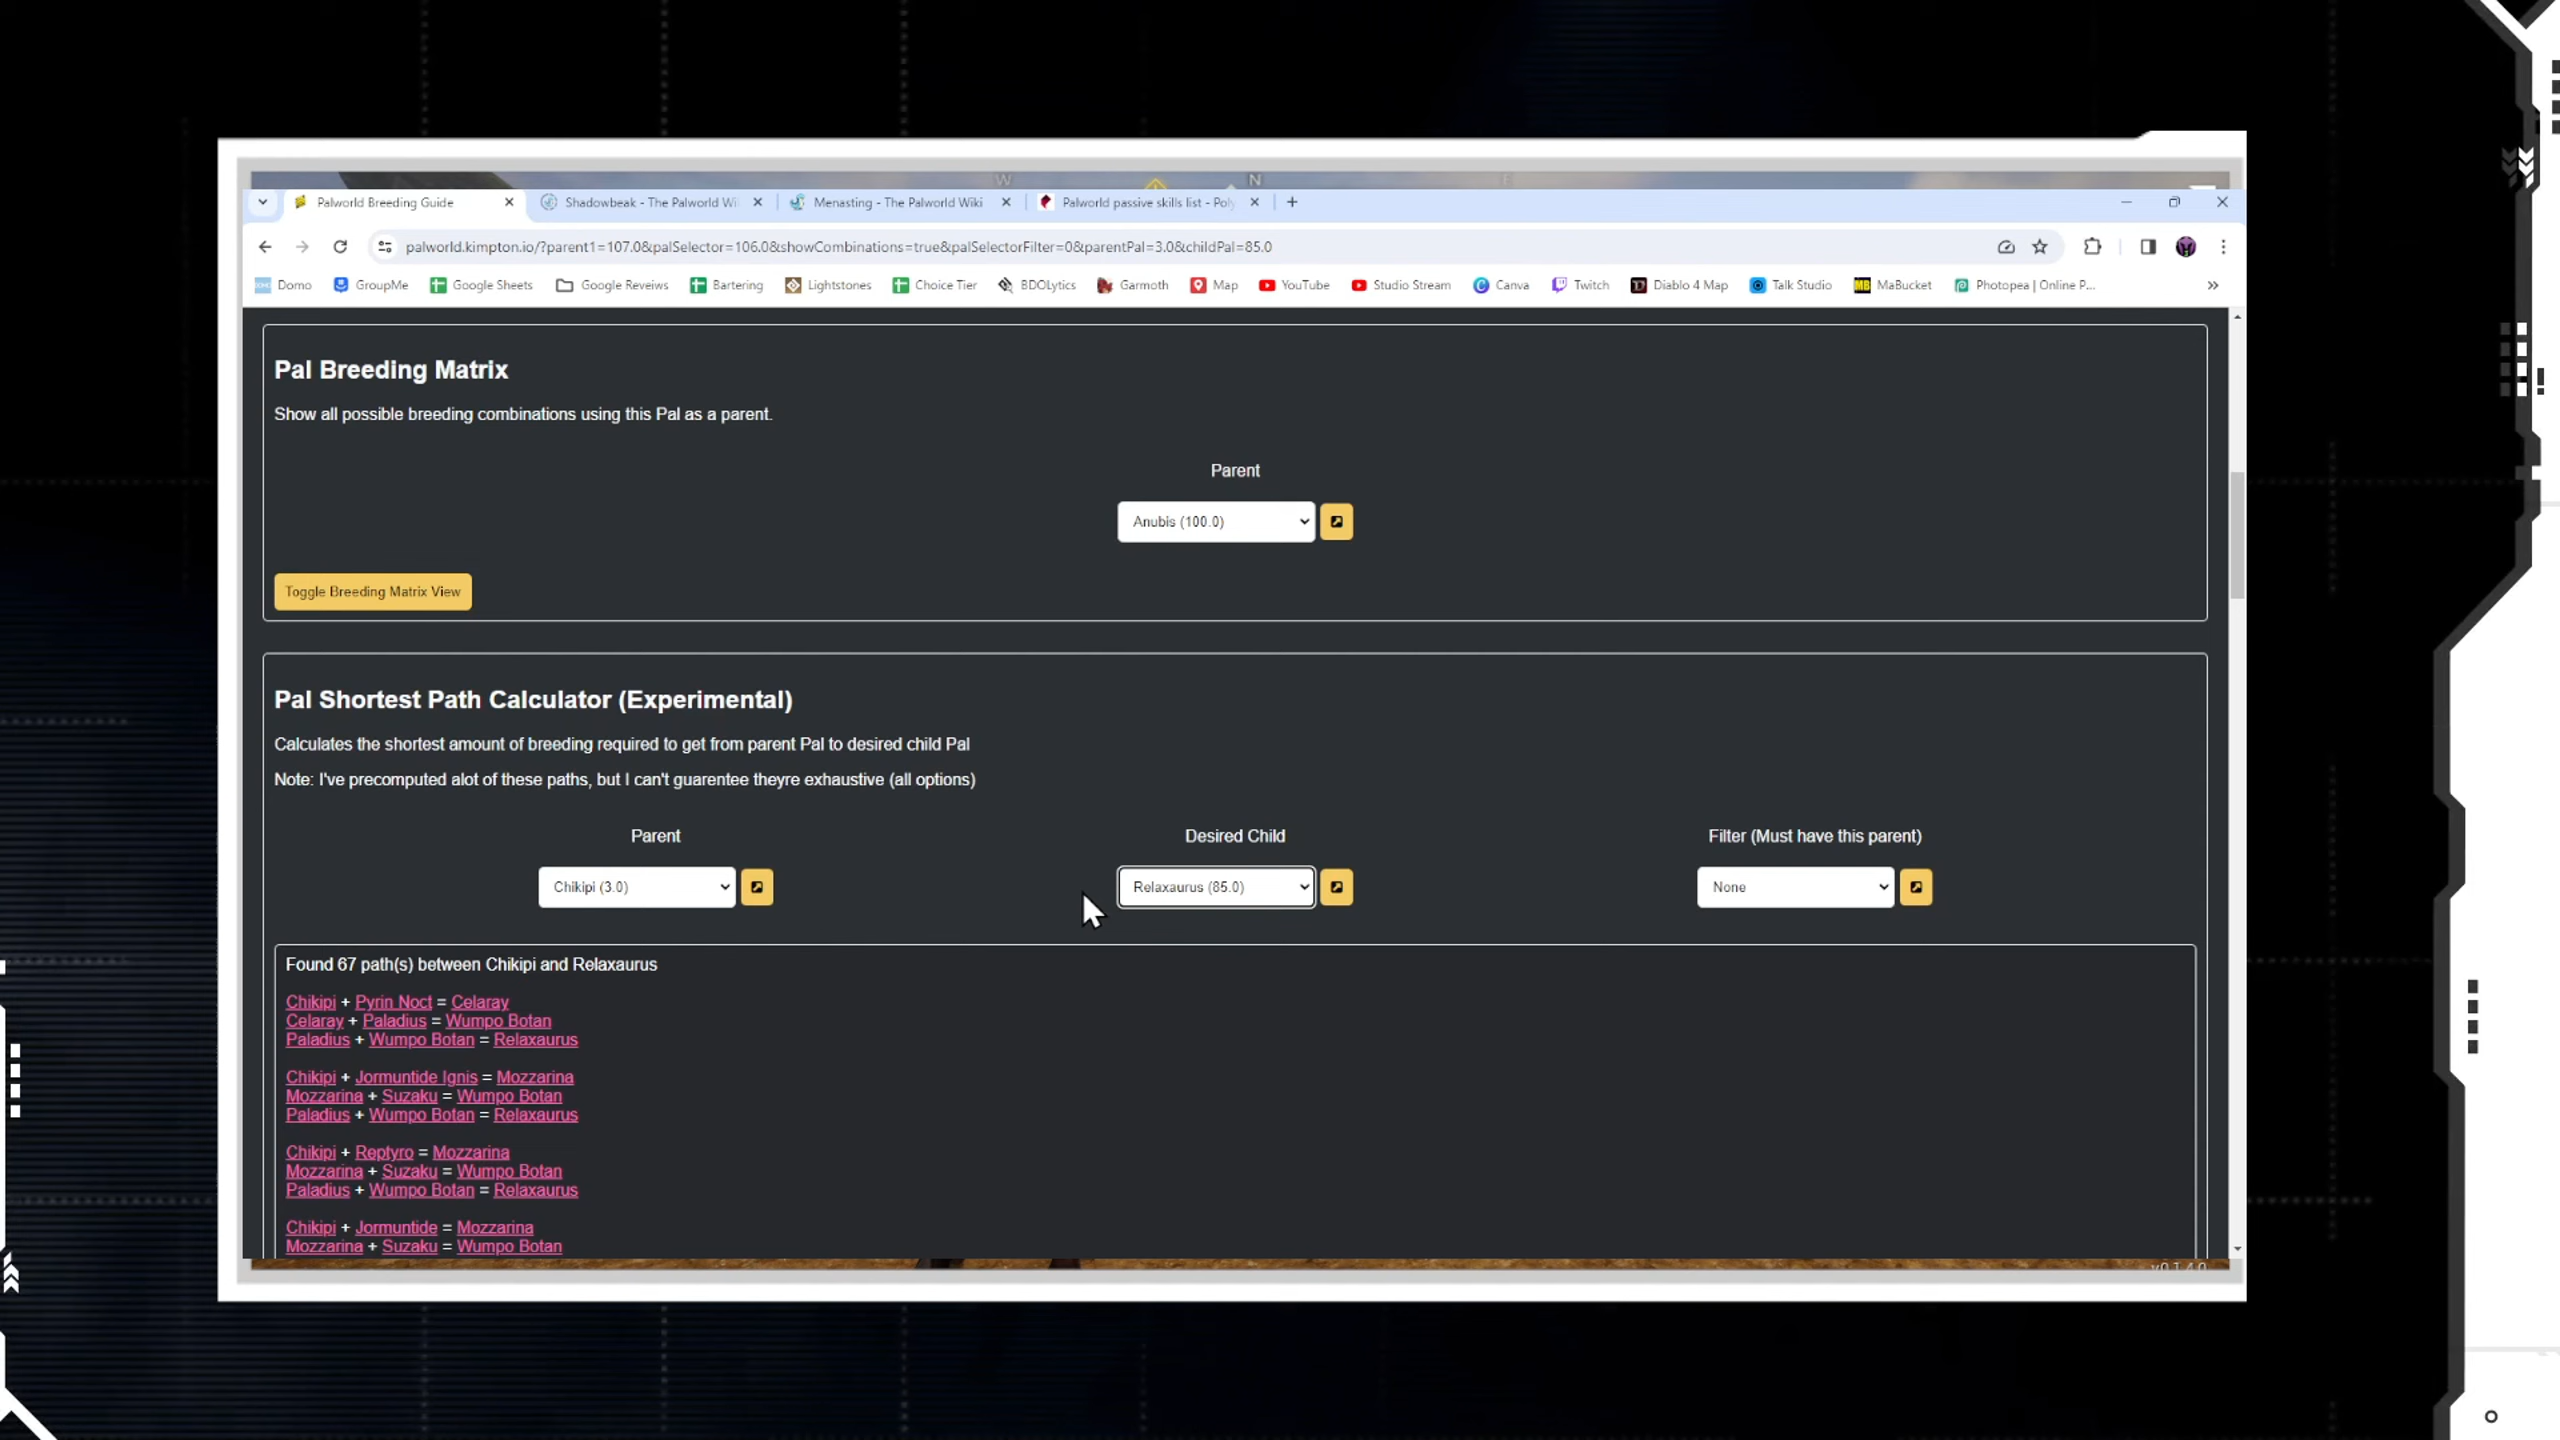 W N E
Palworld Breeding Guide
Shadowbeak - The Palworld Wi
Menasting - The Palworld Wiki
Palworld passive skills list - Poly
palworld.kimpton.io/?parent1=107.0&palSelector=106.0&showCombinations=true&palSelectorFilter=0&parentPal=3.0&childPal=85.0
Domo GroupMe Google Sheets Google Reveiws Bartering Lightstones Choice Tier BDOLytics Garmoth Map YouTube Studio Stream Canva Twitch Diablo 4 Map Talk Studio MaBucket Photopea | Online P...
Pal Breeding Matrix
Show all possible breeding combinations using this Pal as a parent.
Parent
Anubis (100.0)
Toggle Breeding Matrix View
Pal Shortest Path Calculator (Experimental)
Calculates the shortest amount of breeding required to get from parent Pal to desired child Pal
Note: I've precomputed alot of these paths, but I can't guarentee theyre exhaustive (all options)
Parent Desired Child Filter (Must have this parent)
Chikipi (3.0) Relaxaurus (85.0) None
Found 67 path(s) between Chikipi and Relaxaurus
Chikipi + Pyrin Noct = Celaray
Celaray + Paladius = Wumpo Botan
Paladius + Wumpo Botan = Relaxaurus
Chikipi + Jormuntide Ignis = Mozzarina
Mozzarina + Suzaku = Wumpo Botan
Paladius + Wumpo Botan = Relaxaurus
Chikipi + Reptyro = Mozzarina
Mozzarina + Suzaku = Wumpo Botan
Paladius + Wumpo Botan = Relaxaurus
Chikipi + Jormuntide = Mozzarina
Mozzarina + Suzaku = Wumpo Botan